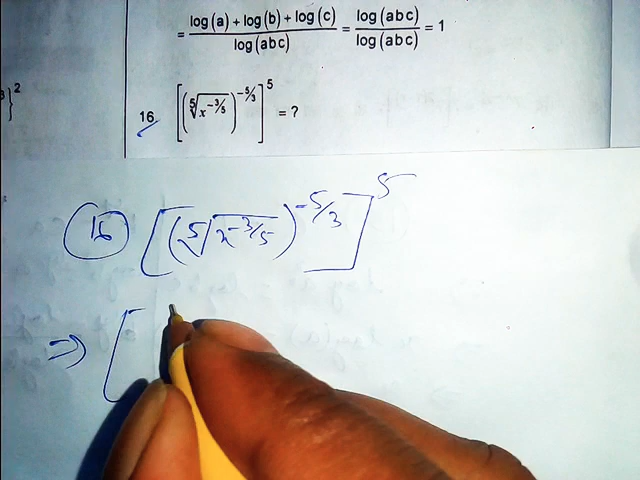 = log(a) + log(b) + log(c) / log(abc) = log(abc) / log(abc) = 1
}²
16. [(⁵√x^{-3/5})^{-5/3}]^5 = ?
16 [(⁵√x^{-3/5})^{-5/3}]^5
⇒ [